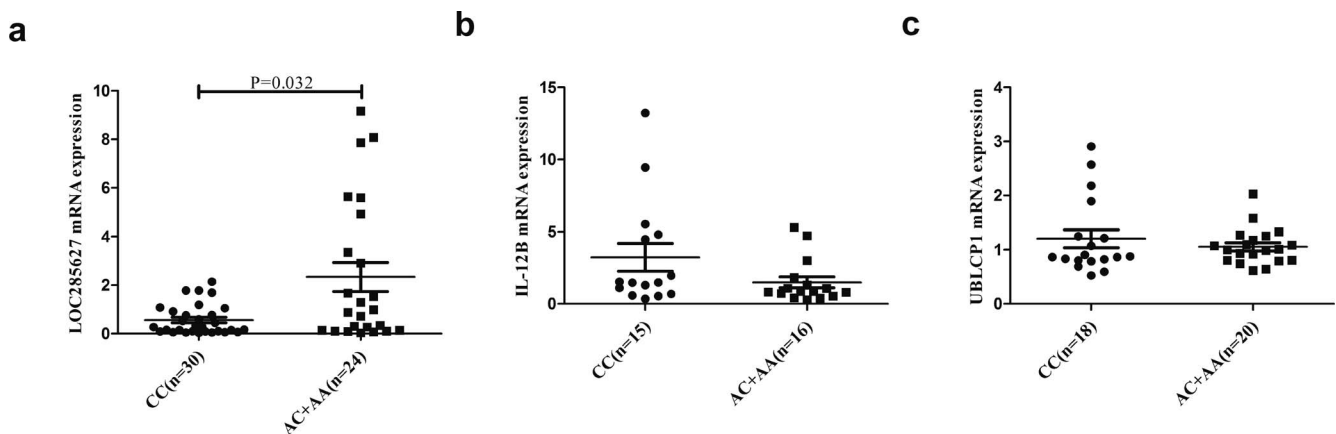 a
P=0.032
LOC285627 mRNA expression
10
8
6
4
2
0
CC(n=30)
AC+AA(n=24)
b
IL-12B mRNA expression
15
10
5
0
CC(n=15)
AC+AA(n=16)
c
UBLCP1 mRNA expression
4
3
2
1
0
CC(n=18)
AC+AA(n=20)